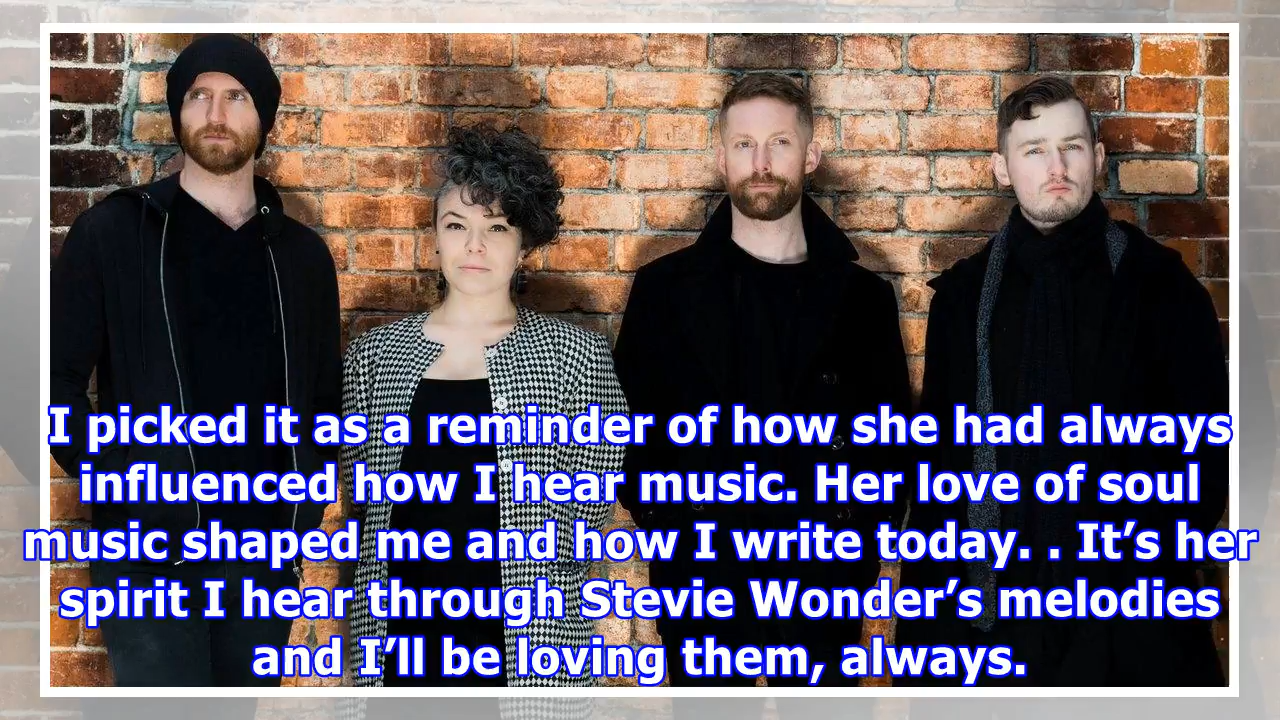 I picked it as a reminder of how she had always
influenced how I hear music. Her love of soul
music shaped me and how I write today. . It’s her
spirit I hear through Stevie Wonder’s melodies
and I’ll be loving them, always.